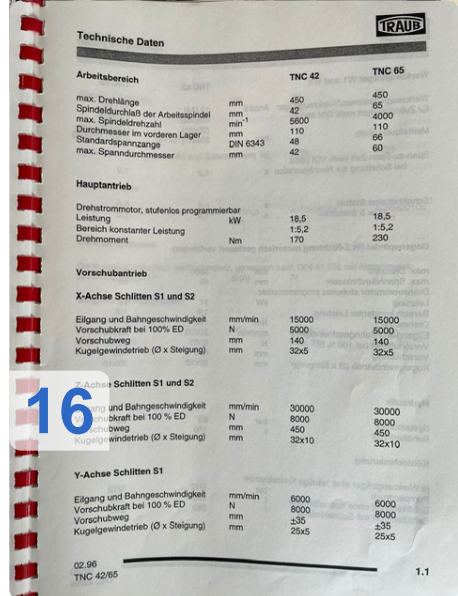 TRAUB
Technische Daten
Arbeitsbereich TNC 42 TNC 65
max. Drehlänge mm 450 450
Spindeldurchlaß der Arbeitsspindel mm 42 65
max. Spindeldrehzahl min-1 5600 4000
Durchmesser im vorderen Lager mm 110 110
Standardspannzange DIN 6343 48 66
max. Spanndurchmesser mm 42 60
Hauptantrieb
Drehstrommotor, stufenlos programmierbar
Leistung kW 18,5 18,5
Bereich konstanter Leistung 1:5,2 1:5,2
Drehmoment Nm 170 230
Vorschubantrieb
X-Achse Schlitten S1 und S2
Eilgang und Bahngeschwindigkeit mm/min 15000 15000
Vorschubkraft bei 100% ED N 5000 5000
Vorschubweg mm 140 140
Kugelgewindetrieb (Ø x Steigung) mm 32x5 32x5
Z-Achse Schlitten S1 und S2
und Bahngeschwindigkeit mm/min 30000 30000
bei 100 % ED N 8000 8000
mm 450 450
(Ø x Steigung) mm 32x10 32x10
16
Y-Achse Schlitten S1
Eilgang und Bahngeschwindigkeit mm/min 6000 6000
Vorschubkraft bei 100 % ED N 8000 8000
Vorschubweg mm ±35 ±35
Kugelgewindetrieb (Ø x Steigung) mm 25x5 25x5
02.96
TNC 42/65 1.1